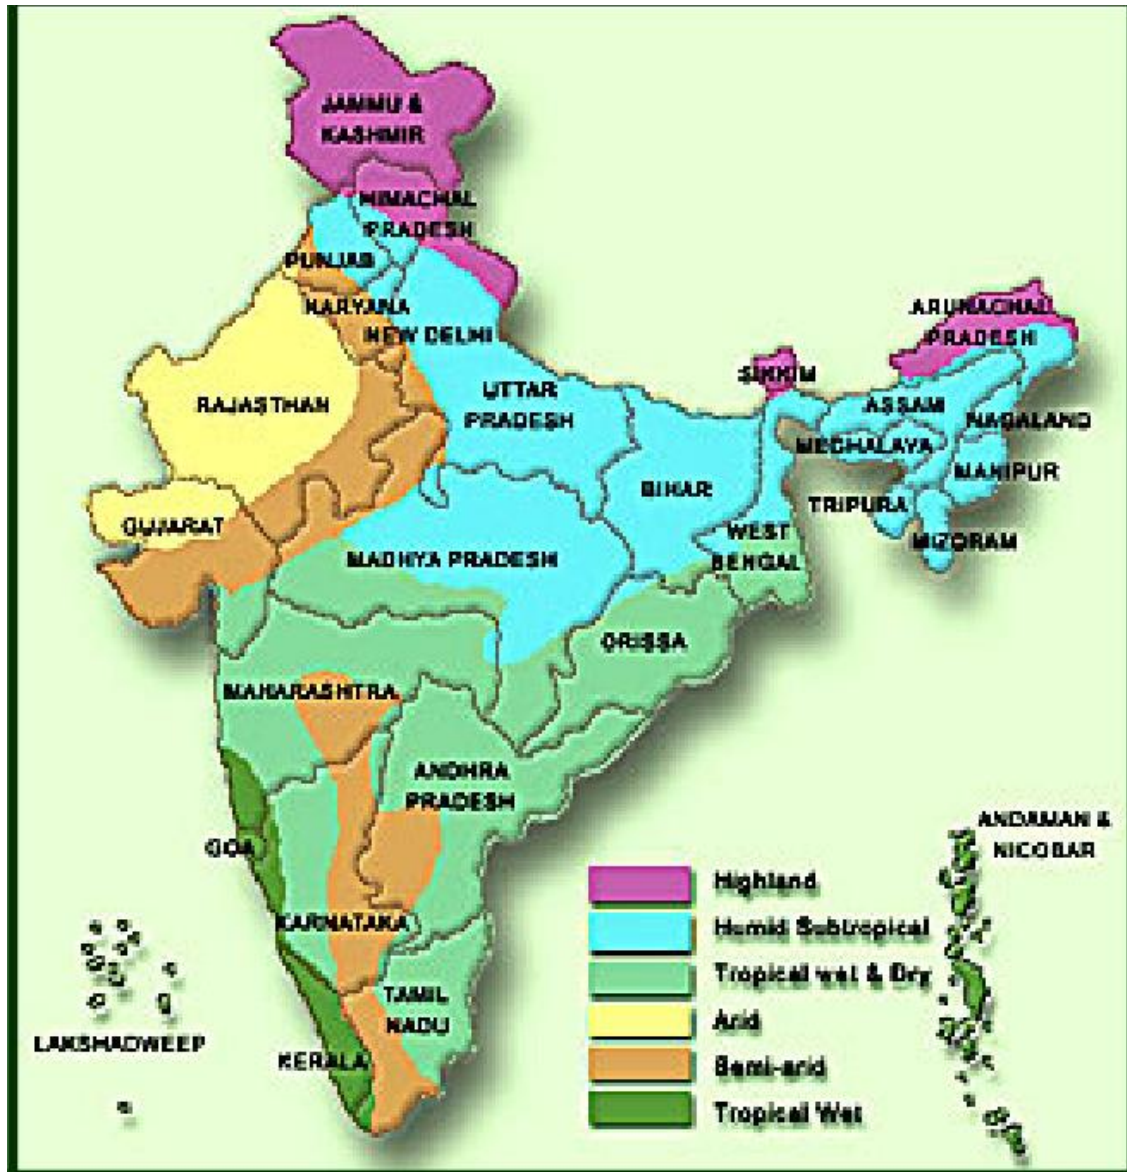 JAMMU &
KASHMIR
HIMACHAL
PRADESH
PUNJAB
HARYANA
NEW DELHI
ARUNACHAL
PRADESH
SIKKIM
RAJASTHAN
UTTAR
PRADESH
ASSAM
NAGALAND
MEGHALAYA
MANIPUR
BIHAR
TRIPURA
GUJARAT
WEST
BENGAL
MIZORAM
MADHYA PRADESH
ORISSA
MAHARASHTRA
ANDHRA
PRADESH
ANDAMAN &
NICOBAR
GOA
Highland
KARNATAKA
Humid Subtropical
Tropical wet & Dry
TAMIL
NADU
Arid
LAKSHADWEEP
KERALA
Semi-arid
Tropical Wet